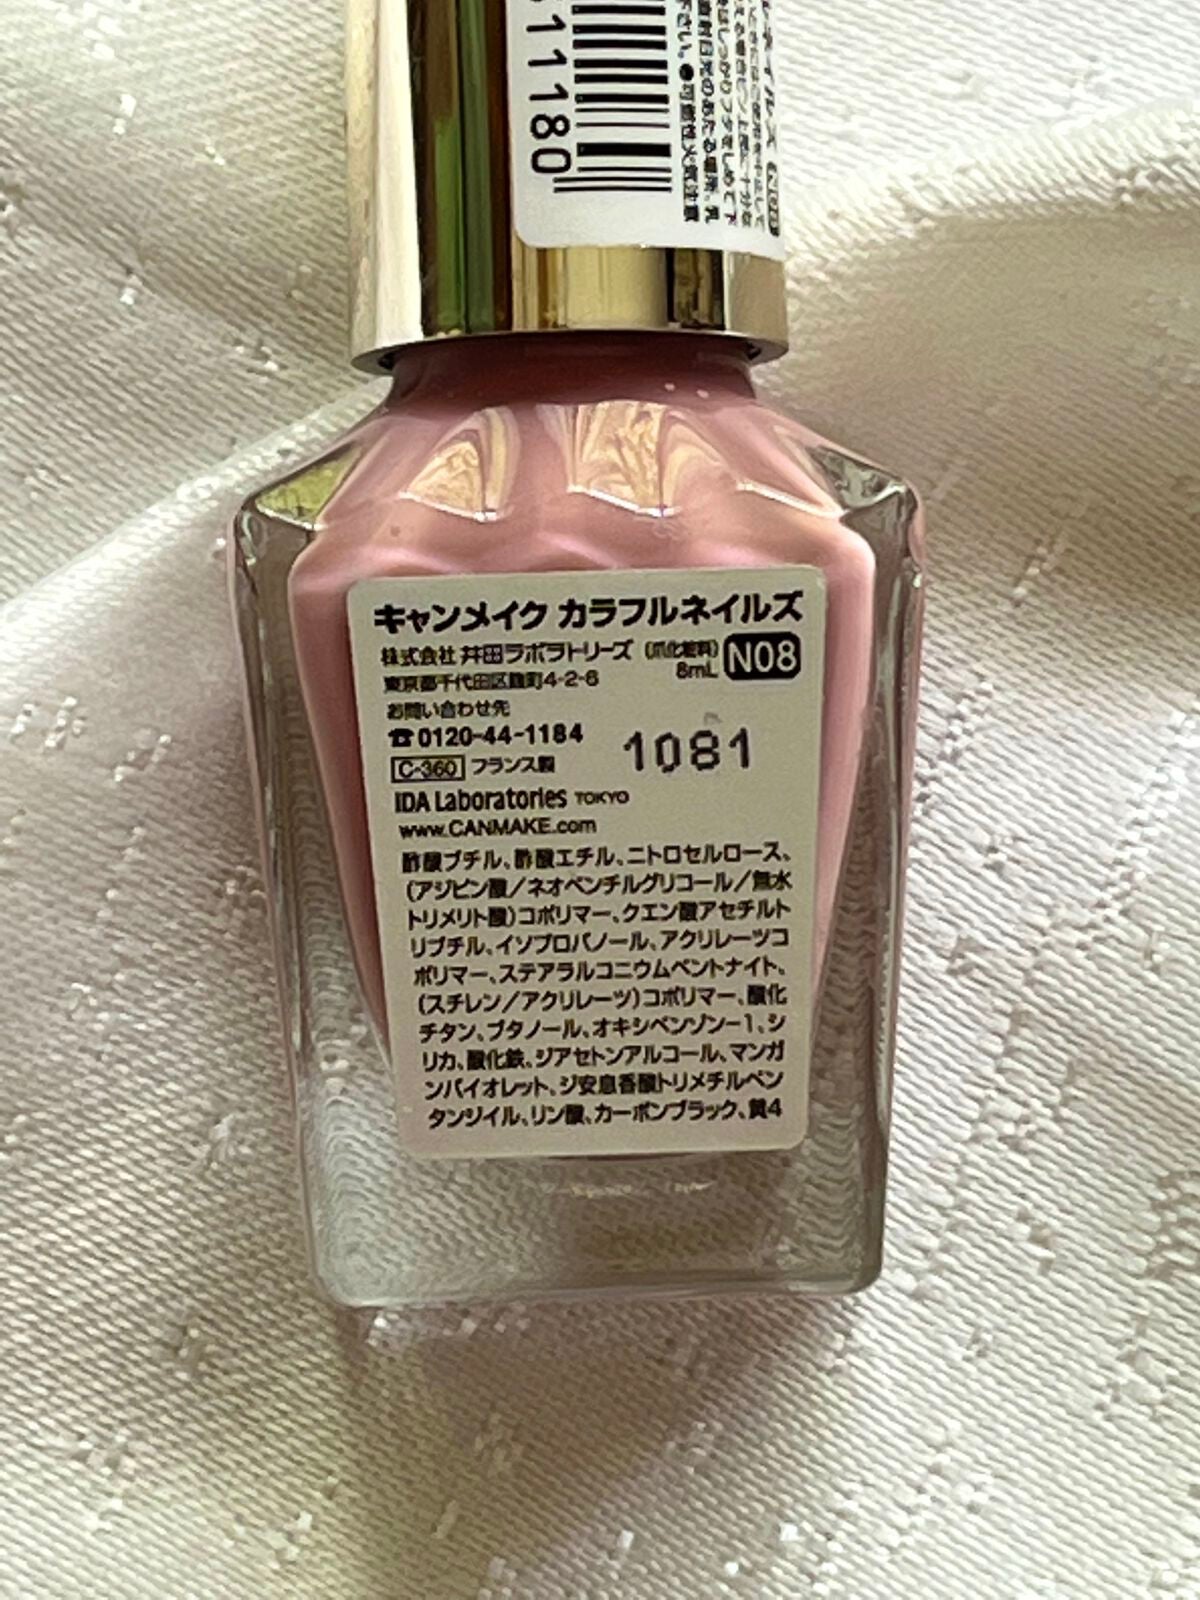 11180
●可燃性火気注意
キャンメイク カラフルネイルズ
株式会社 井田ラボラトリーズ (爪化粧料)
8mL N08
東京都千代田区麹町4-2-6
お問い合わせ先
☎0120-44-1184
1081
C-360 フランス製
IDA Laboratories TOKYO
www.CANMAKE.com
酢酸ブチル、酢酸エチル、ニトロセルロース、
(アジピン酸/ネオペンチルグリコール/無水
トリメリト酸)コポリマー、クエン酸アセチルト
リブチル、イソプロパノール、アクリレーツコ
ポリマー、ステアラルコニウムベントナイト、
(スチレン/アクリレーツ)コポリマー、酸化
チタン、ブタノール、オキシベンゾン-1、シ
リカ、酸化鉄、ジアセトンアルコール、マンガ
ンバイオレット、ジ安息香酸トリメチルペン
タンジイル、リン酸、カーボンブラック、黄4